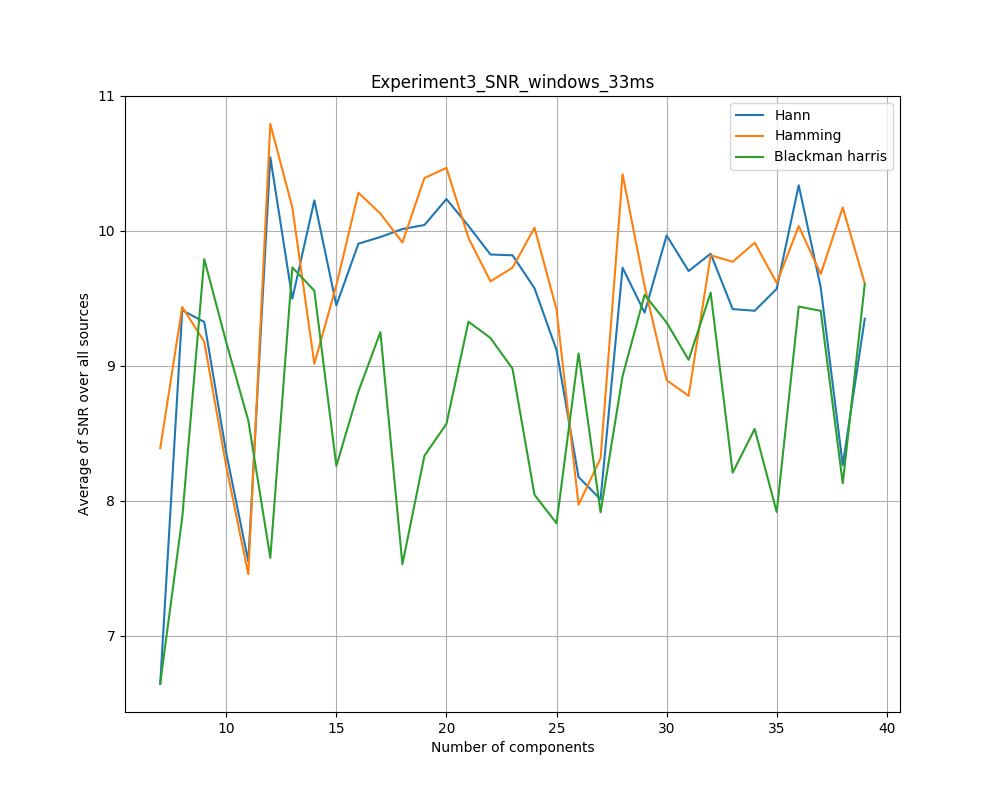 Experiment3_SNR_windows_33ms
Hann
Hamming
Blackman harris
Average of SNR over all sources
11
10
9
8
7
10 15 20 25 30 35 40
Number of components